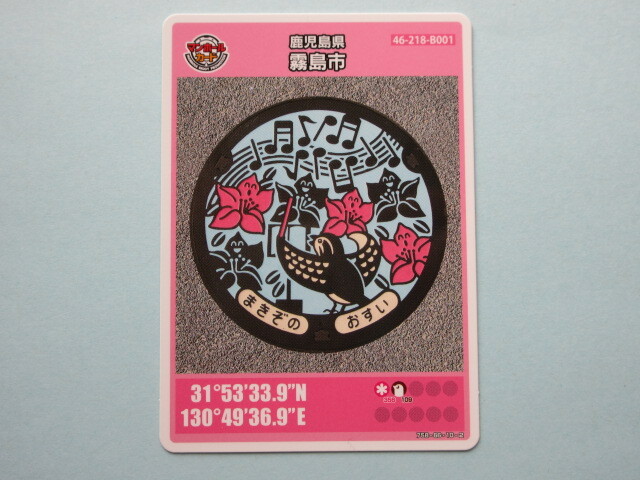 マンホール
カード
鹿児島県
霧島市
46-218-B001
まきぞの
おすい
31°53'33.9"N
130°49'36.9"E